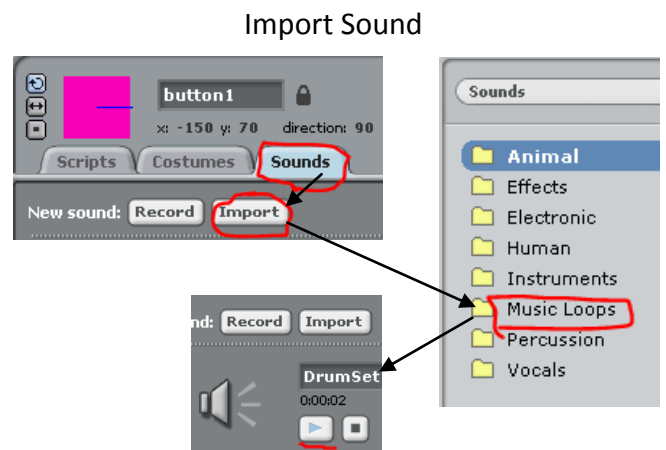 Import Sound
button1
x: -150 y: 70 direction: 90
Scripts Costumes Sounds
New sound: Record Import
Sounds
Animal
Effects
Electronic
Human
Instruments
Music Loops
Percussion
Vocals
nd: Record Import
DrumSet
0:00:02